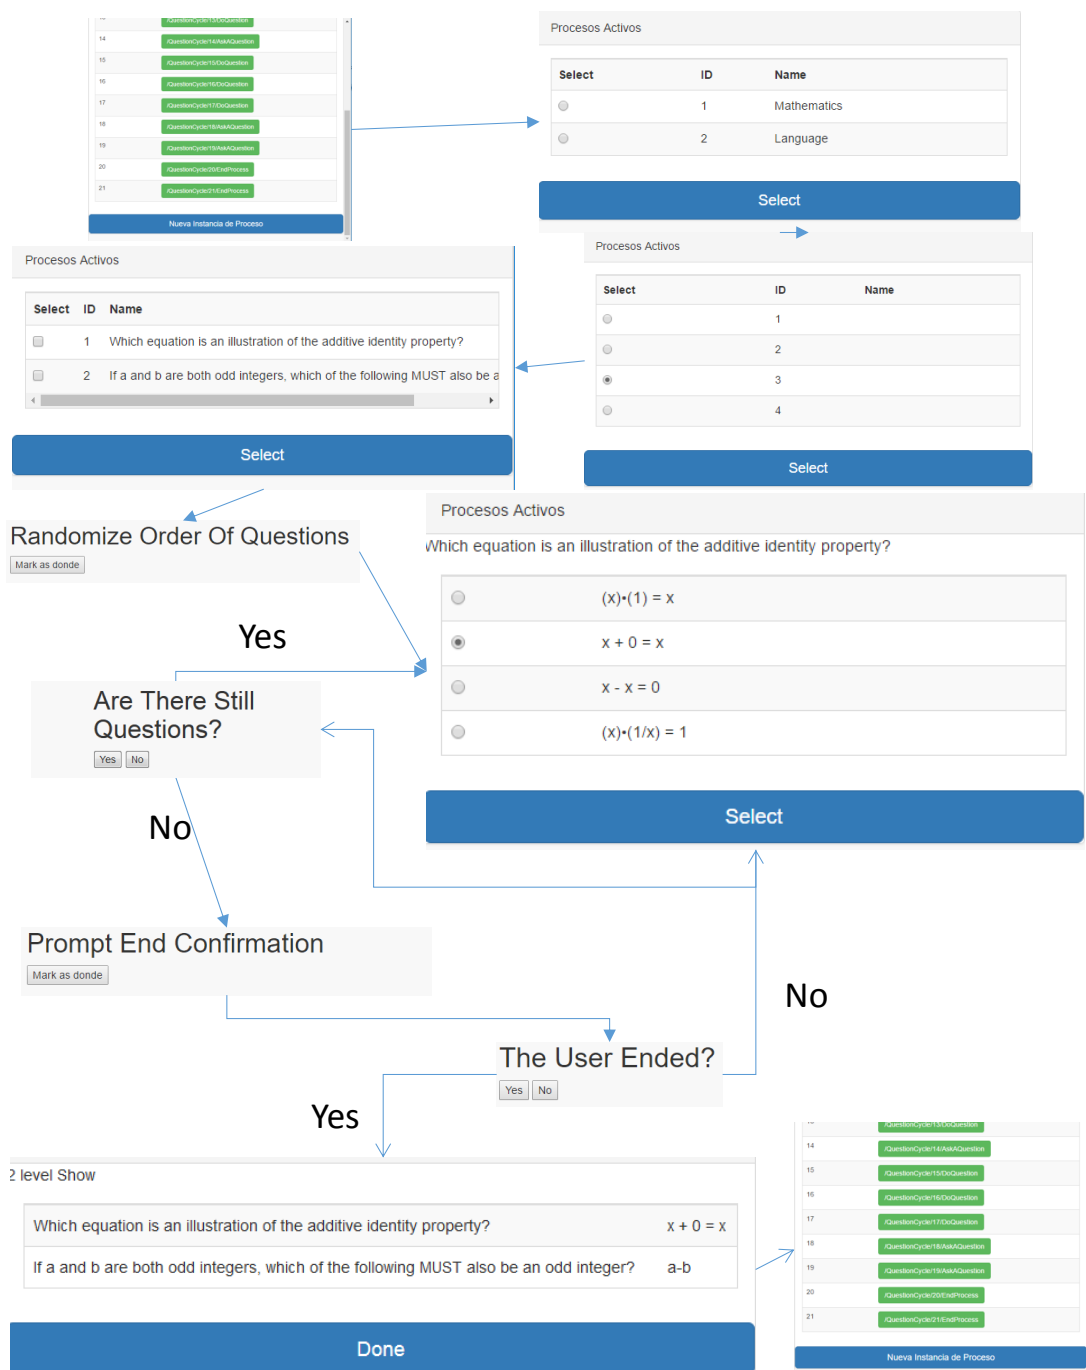 13 /QuestionCycle/13/DoQuestion
14 /QuestionCycle/14/AskAQuestion
15 /QuestionCycle/15/DoQuestion
16 /QuestionCycle/16/DoQuestion
17 /QuestionCycle/17/DoQuestion
18 /QuestionCycle/18/AskAQuestion
19 /QuestionCycle/19/AskAQuestion
20 /QuestionCycle/20/EndProcess
21 /QuestionCycle/21/EndProcess
Nueva Instancia de Proceso
Procesos Activos
Select ID Name
1 Mathematics
2 Language
Select
Procesos Activos
Select ID Name
1
2
3
4
Select
Procesos Activos
Select ID Name
1 Which equation is an illustration of the additive identity property?
2 If a and b are both odd integers, which of the following MUST also be a
Select
Randomize Order Of Questions
Mark as donde
Procesos Activos
Which equation is an illustration of the additive identity property?
(x)•(1) = x
x + 0 = x
x - x = 0
(x)•(1/x) = 1
Select
Yes
Are There Still
Questions?
Yes No
No
Prompt End Confirmation
Mark as donde
No
The User Ended?
Yes No
Yes
2 level Show
Which equation is an illustration of the additive identity property? x + 0 = x
If a and b are both odd integers, which of the following MUST also be an odd integer? a-b
Done
13 /QuestionCycle/13/DoQuestion
14 /QuestionCycle/14/AskAQuestion
15 /QuestionCycle/15/DoQuestion
16 /QuestionCycle/16/DoQuestion
17 /QuestionCycle/17/DoQuestion
18 /QuestionCycle/18/AskAQuestion
19 /QuestionCycle/19/AskAQuestion
20 /QuestionCycle/20/EndProcess
21 /QuestionCycle/21/EndProcess
Nueva Instancia de Proceso